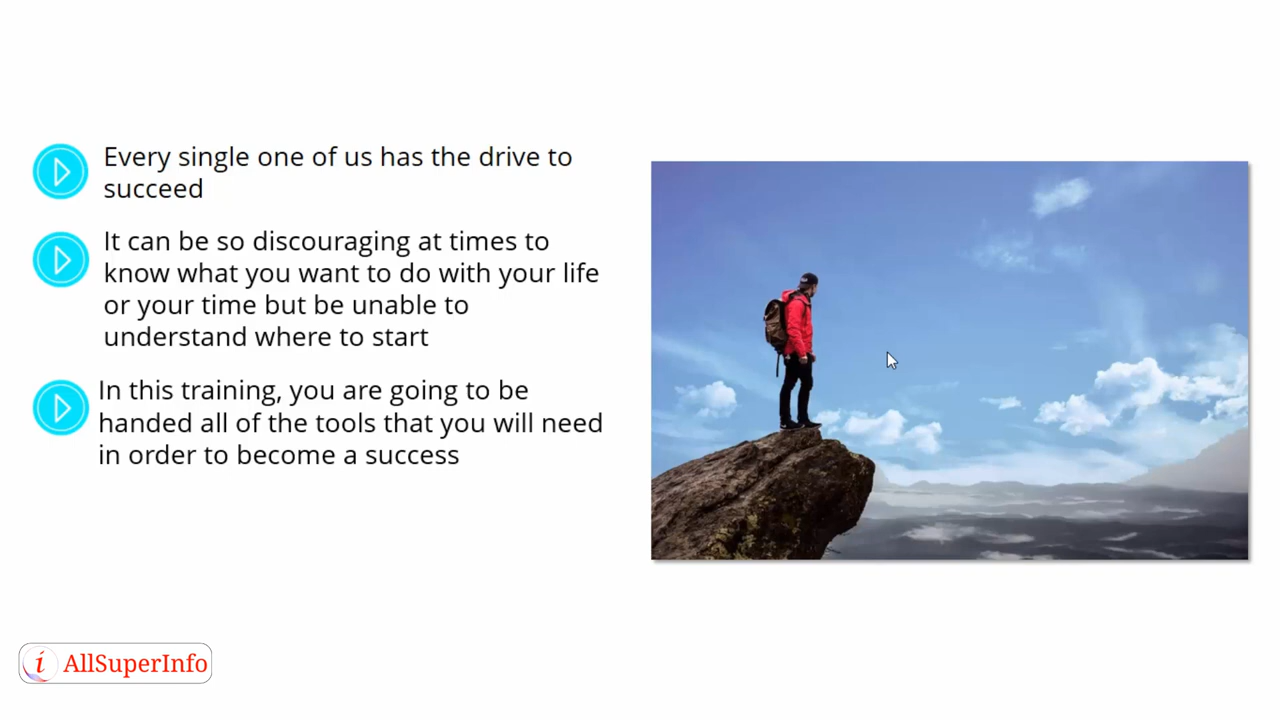 Every single one of us has the drive to
succeed
It can be so discouraging at times to
know what you want to do with your life
or your time but be unable to
understand where to start
In this training, you are going to be
handed all of the tools that you will need
in order to become a success
i AllSuperInfo